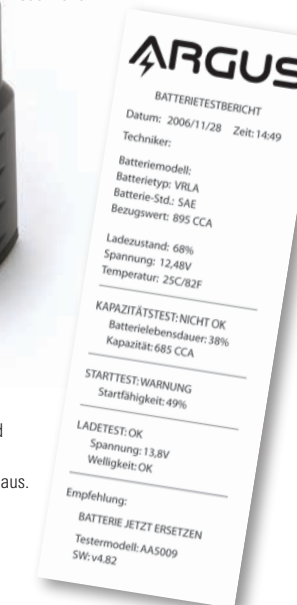 ARGUS
BATTERIETESTBERICHT
Datum: 2006/11/28 Zeit: 14:49
Techniker:
Batteriemodell:
Batterietyp: VRLA
Batterie-Std.: SAE
Bezugswert: 895 CCA
Ladezustand: 68%
Spannung: 12,48V
Temperatur: 25C/82F
KAPAZITÄTSTEST: NICHT OK
Batterielebensdauer: 38%
Kapazität: 685 CCA
STARTTEST: WARNUNG
Startfähigkeit: 49%
LADETEST: OK
Spannung: 13,8V
Welligkeit: OK
Empfehlung:
BATTERIE JETZT ERSETZEN
Testermodell: AA5009
SW: v4.82
aus.